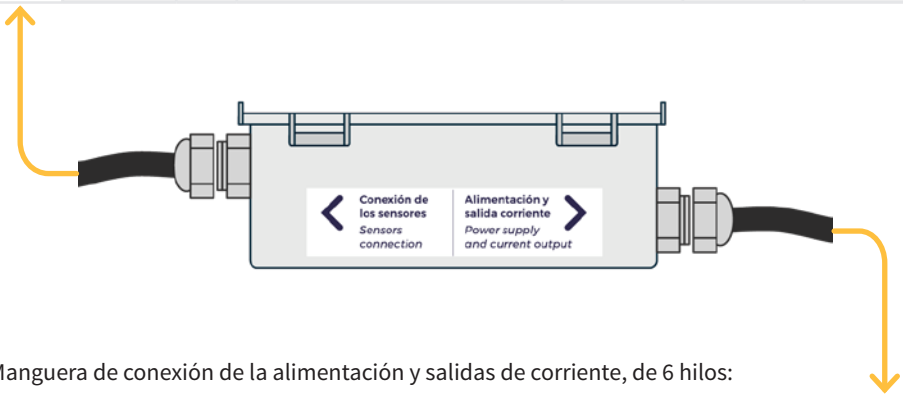 Conexión de
los sensores
Sensors
connection
Alimentación y
salida corriente
Power supply
and current output
Manguera de conexión de la alimentación y salidas de corriente, de 6 hilos: